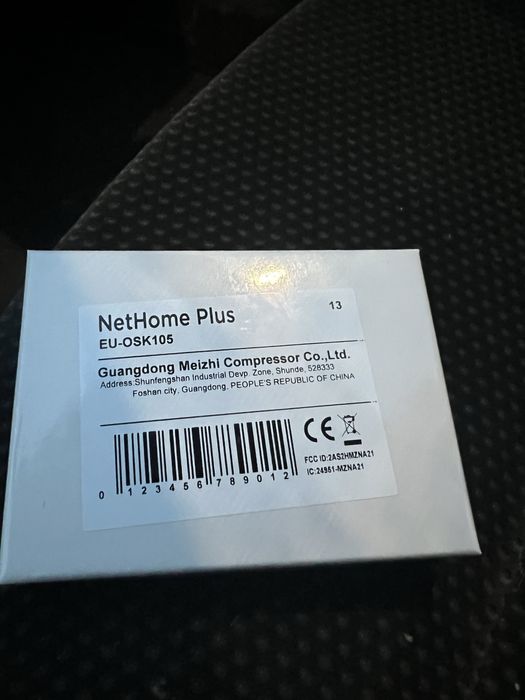 NetHome Plus
13
EU-OSK105
Guangdong Meizhi Compressor Co.,Ltd.
Address:Shunfengshan Industrial Devp. Zone, Shunde, 528333
Foshan city, Guangdong, PEOPLE'S REPUBLIC OF CHINA
CE
FCC ID:2AS2HMZNA21
IC:24951-MZNA21
0 123456 789012